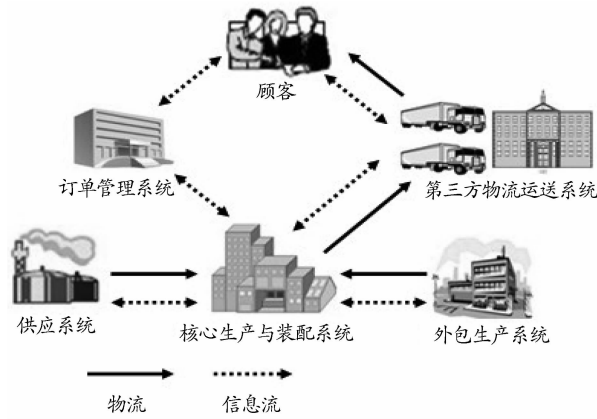 顾客
订单管理系统
第三方物流运送系统
供应系统
核心生产与装配系统
外包生产系统
物流
信息流